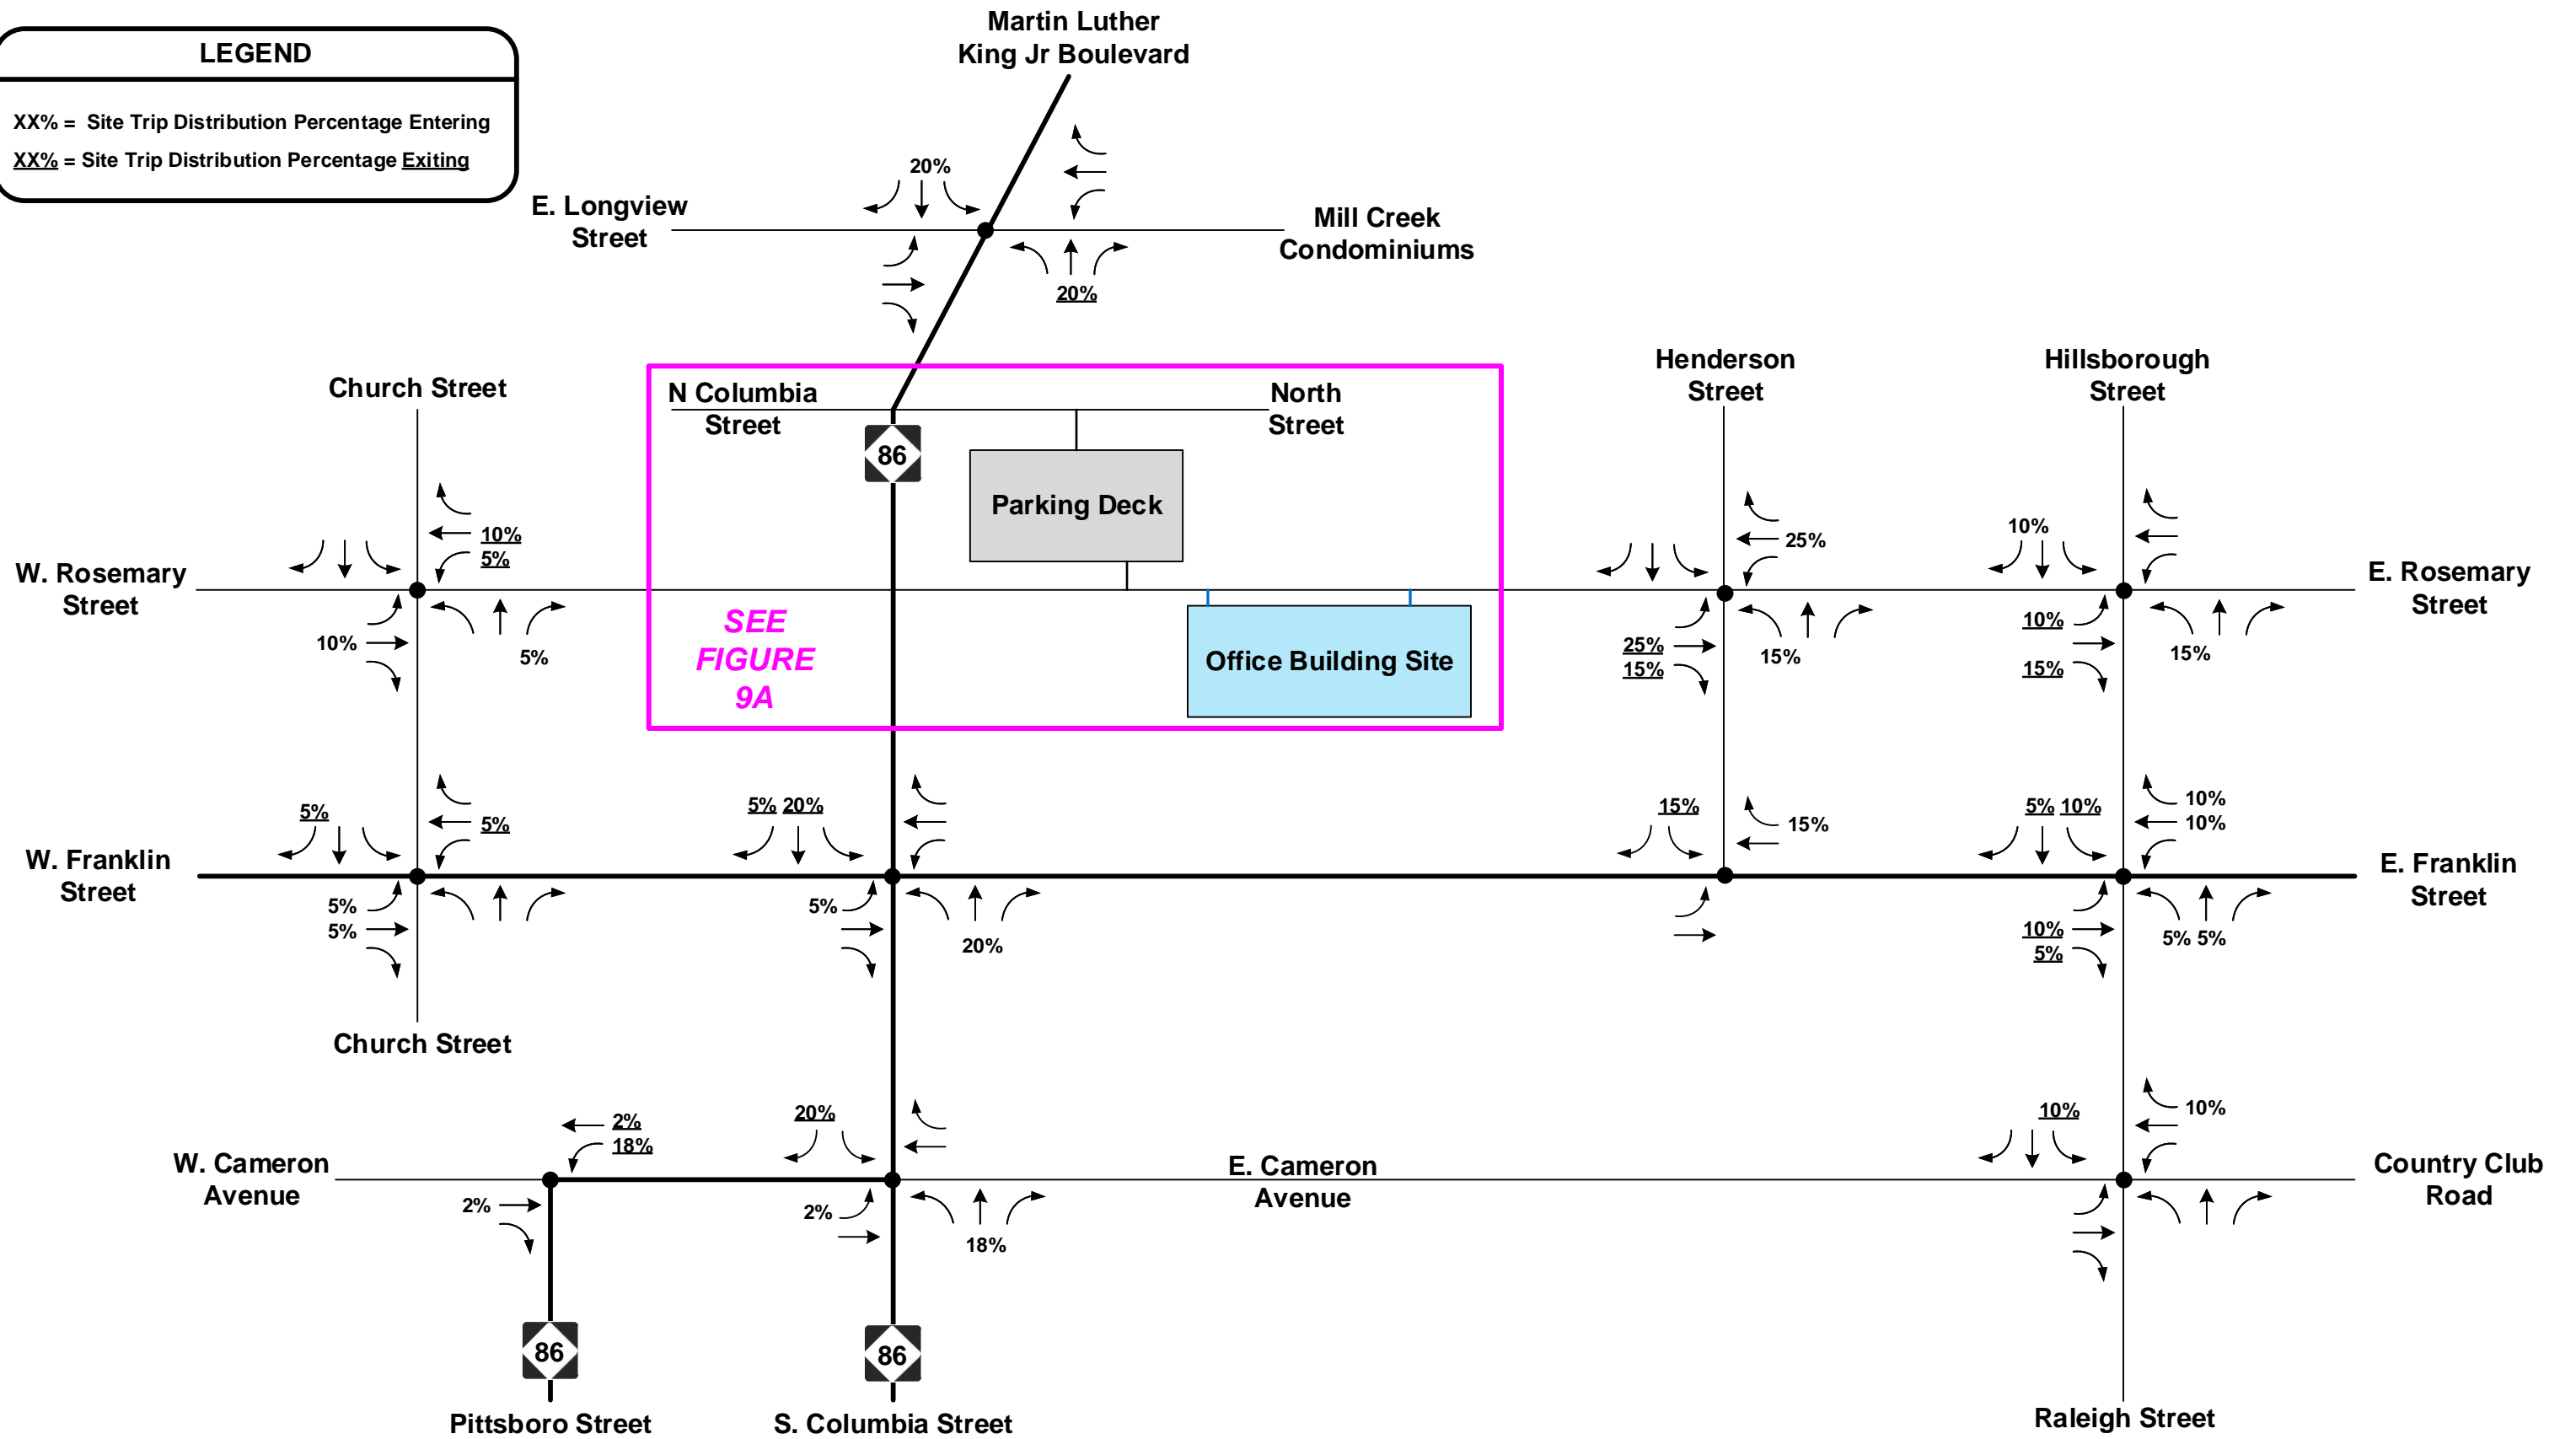 LEGEND
XX% = Site Trip Distribution Percentage Entering
XX% = Site Trip Distribution Percentage Exiting
Martin Luther
King Jr Boulevard
20%
E. Longview
Street
Mill Creek
Condominiums
20%
Church Street
N Columbia
Street
North
Street
Henderson
Street
Hillsborough
Street
86
Parking Deck
10%
5%
25%
10%
W. Rosemary
Street
E. Rosemary
Street
10%
5%
SEE
FIGURE
9A
Office Building Site
25%
15%
15%
10%
15%
15%
5%
5%
5% 20%
15%
15%
5% 10%
10%
10%
W. Franklin
Street
E. Franklin
Street
5%
5%
5%
20%
10%
5%
5% 5%
Church Street
2%
18%
20%
10%
10%
W. Cameron
Avenue
E. Cameron
Avenue
Country Club
Road
2%
2%
18%
86
86
Pittsboro Street
S. Columbia Street
Raleigh Street